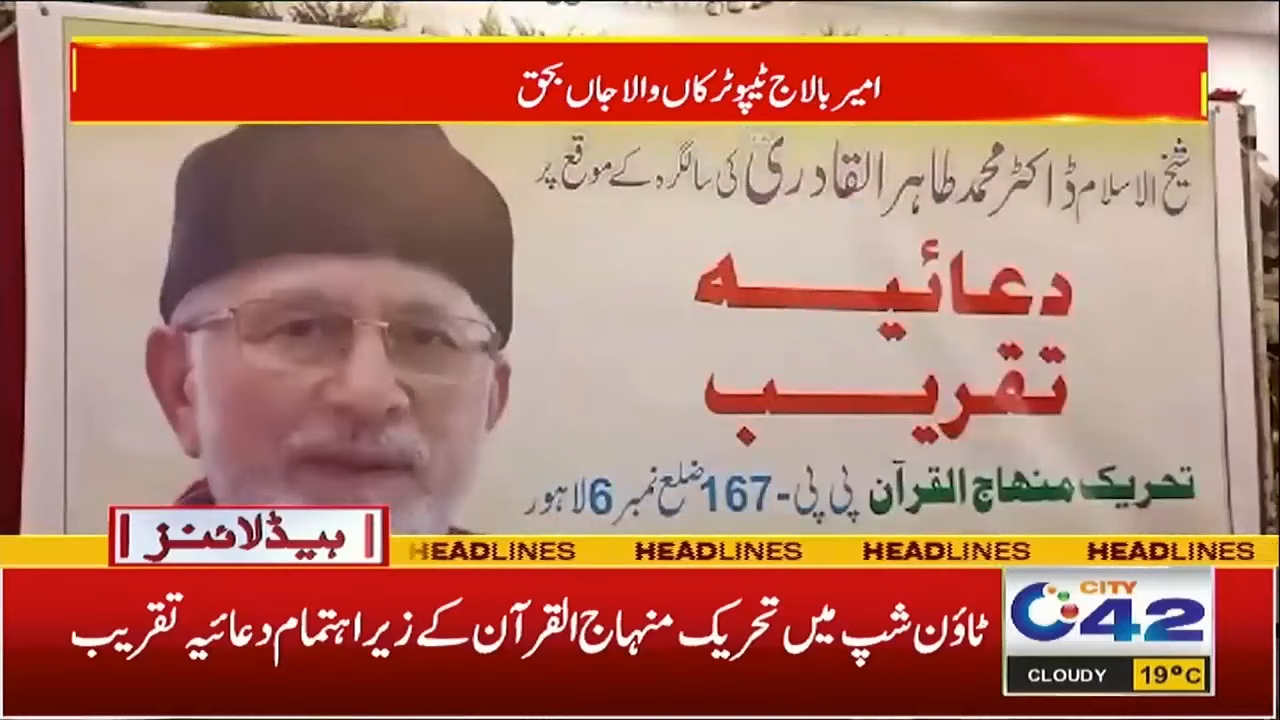 امیر بالاج ٹیپو ٹرکاں والا جاں بحق
شیخ الاسلام ڈاکٹر محمد طاہر القادری کی سالگرہ کے موقع پر
دعائیہ
تقریب
تحریک منہاج القرآن پی پی-167 ضلع نمبر 6 لاہور
ہیڈلائنز
HEADLINES HEADLINES HEADLINES HEADLINES
ٹاؤن شپ میں تحریک منہاج القرآن کے زیر اہتمام دعائیہ تقریب
CITY
42
CLOUDY 19°C